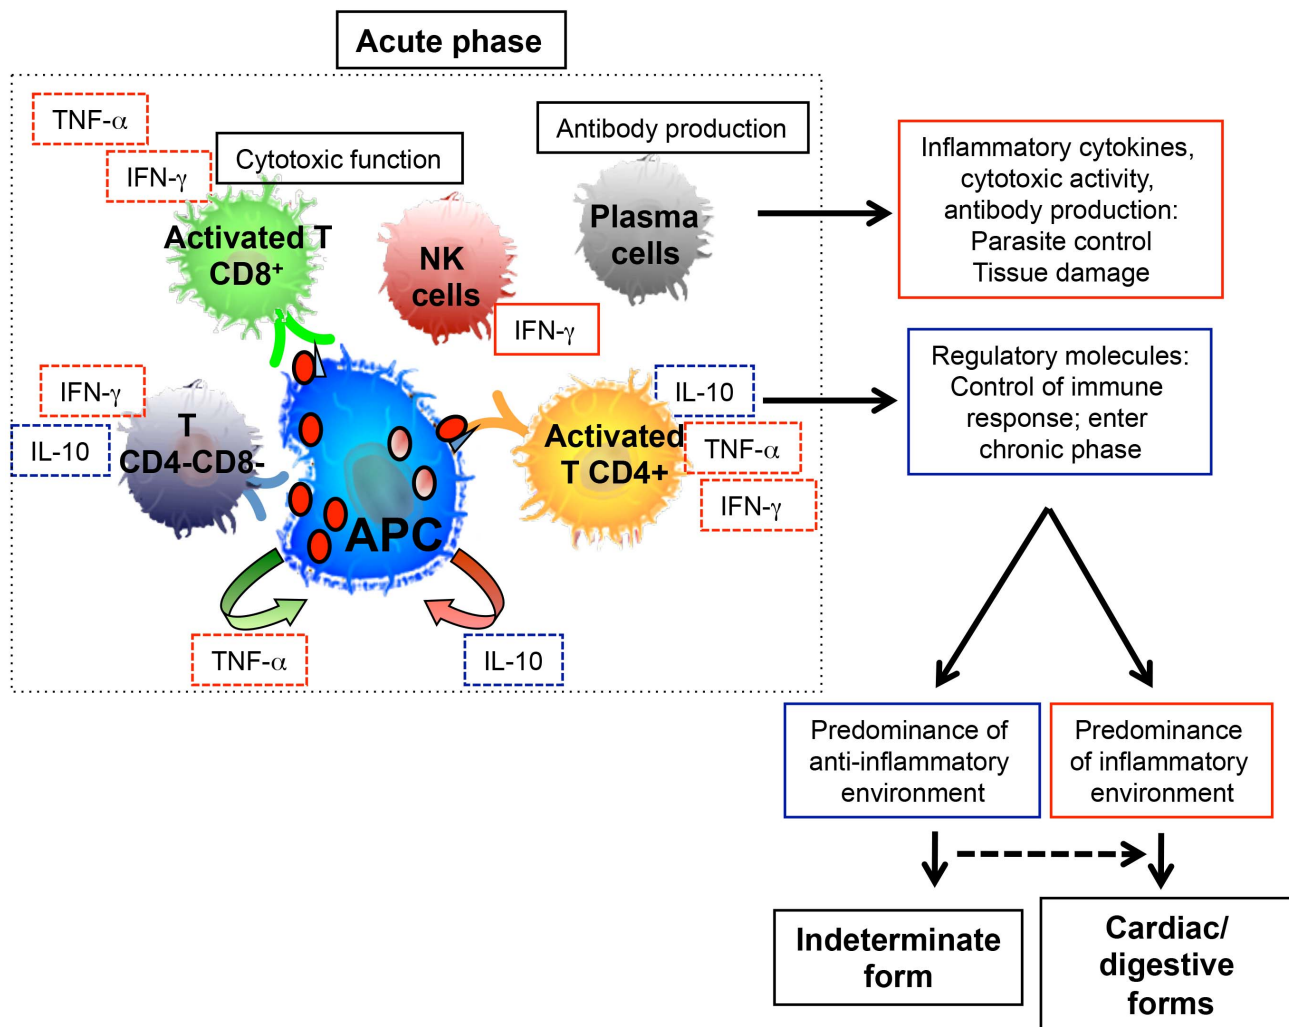 Acute phase
TNF-α
IFN-γ
Cytotoxic function
Antibody production
Activated T
CD8+
NK
cells
IFN-γ
Plasma
cells
IFN-γ
IL-10
T
CD4-CD8-
APC
IL-10
Activated
T CD4+
TNF-α
IFN-γ
TNF-α
IL-10
Inflammatory cytokines,
cytotoxic activity,
antibody production:
Parasite control
Tissue damage
Regulatory molecules:
Control of immune
response; enter
chronic phase
Predominance of
anti-inflammatory
environment
Predominance
of inflammatory
environment
Indeterminate
form
Cardiac/
digestive
forms